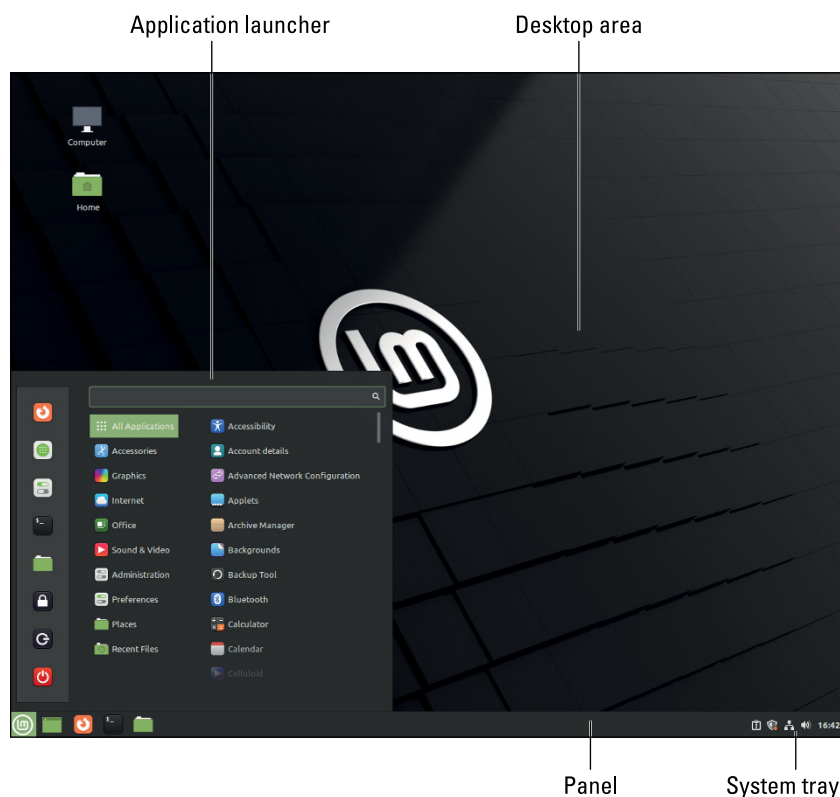 Application launcher
Desktop area
Computer
Home
All Applications
Accessories
Graphics
Internet
Office
Sound & Video
Administration
Preferences
Places
Recent Files
Accessibility
Account details
Advanced Network Configuration
Applets
Archive Manager
Backgrounds
Backup Tool
Bluetooth
Calculator
Calendar
Celluloid
16:42
Panel
System tray